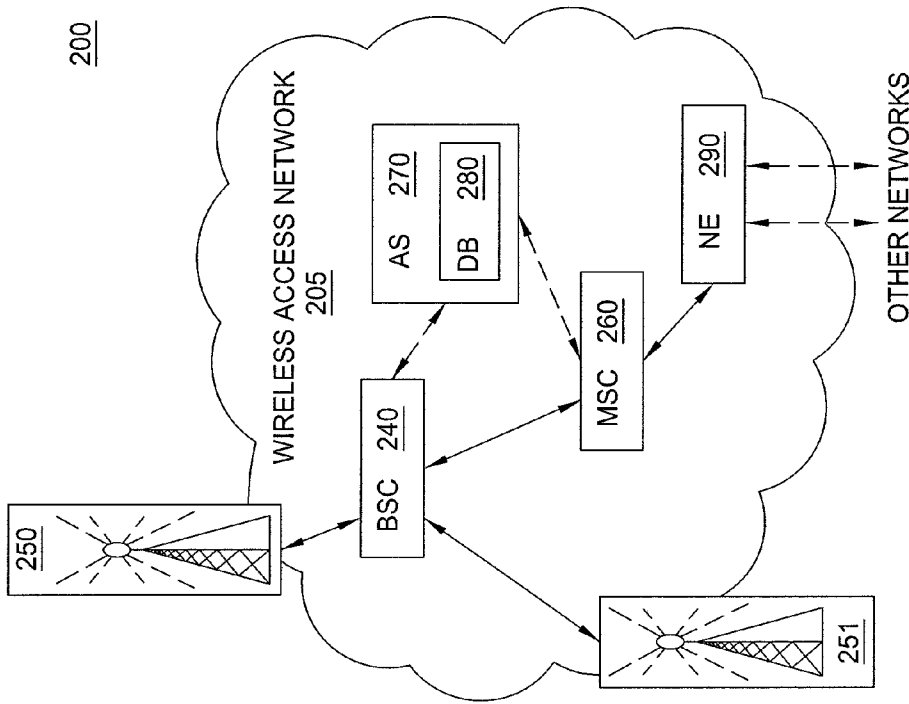 200
WIRELESS ACCESS NETWORK
205
250
BSC 240
AS 270
DB 280
MSC 260
NE 290
251
OTHER NETWORKS